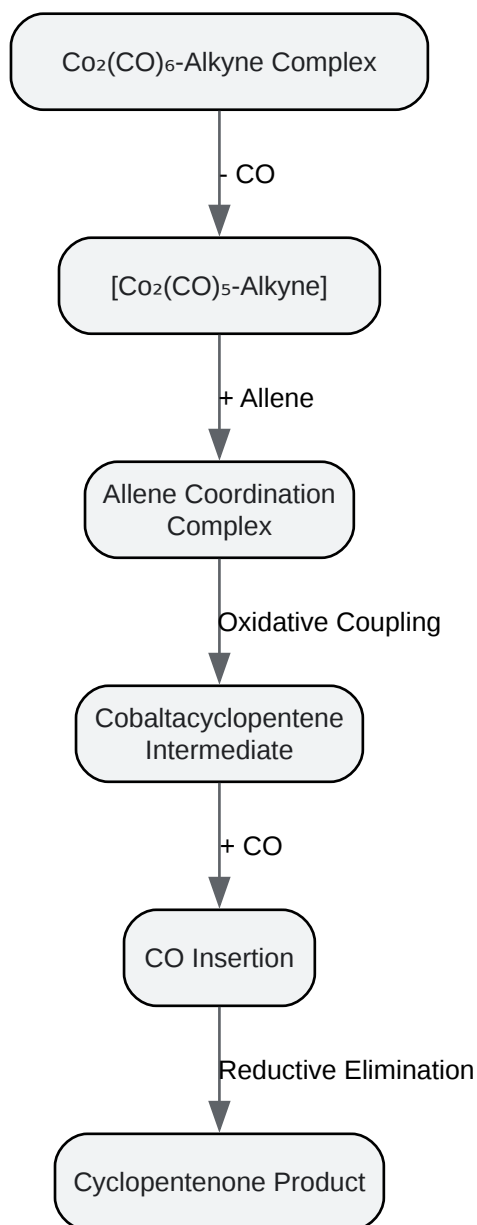 Co₂(CO)₆-Alkyne Complex
- CO
[Co₂(CO)₅-Alkyne]
+ Allene
Allene Coordination
Complex
Oxidative Coupling
Cobaltacyclopentene
Intermediate
+ CO
CO Insertion
Reductive Elimination
Cyclopentenone Product